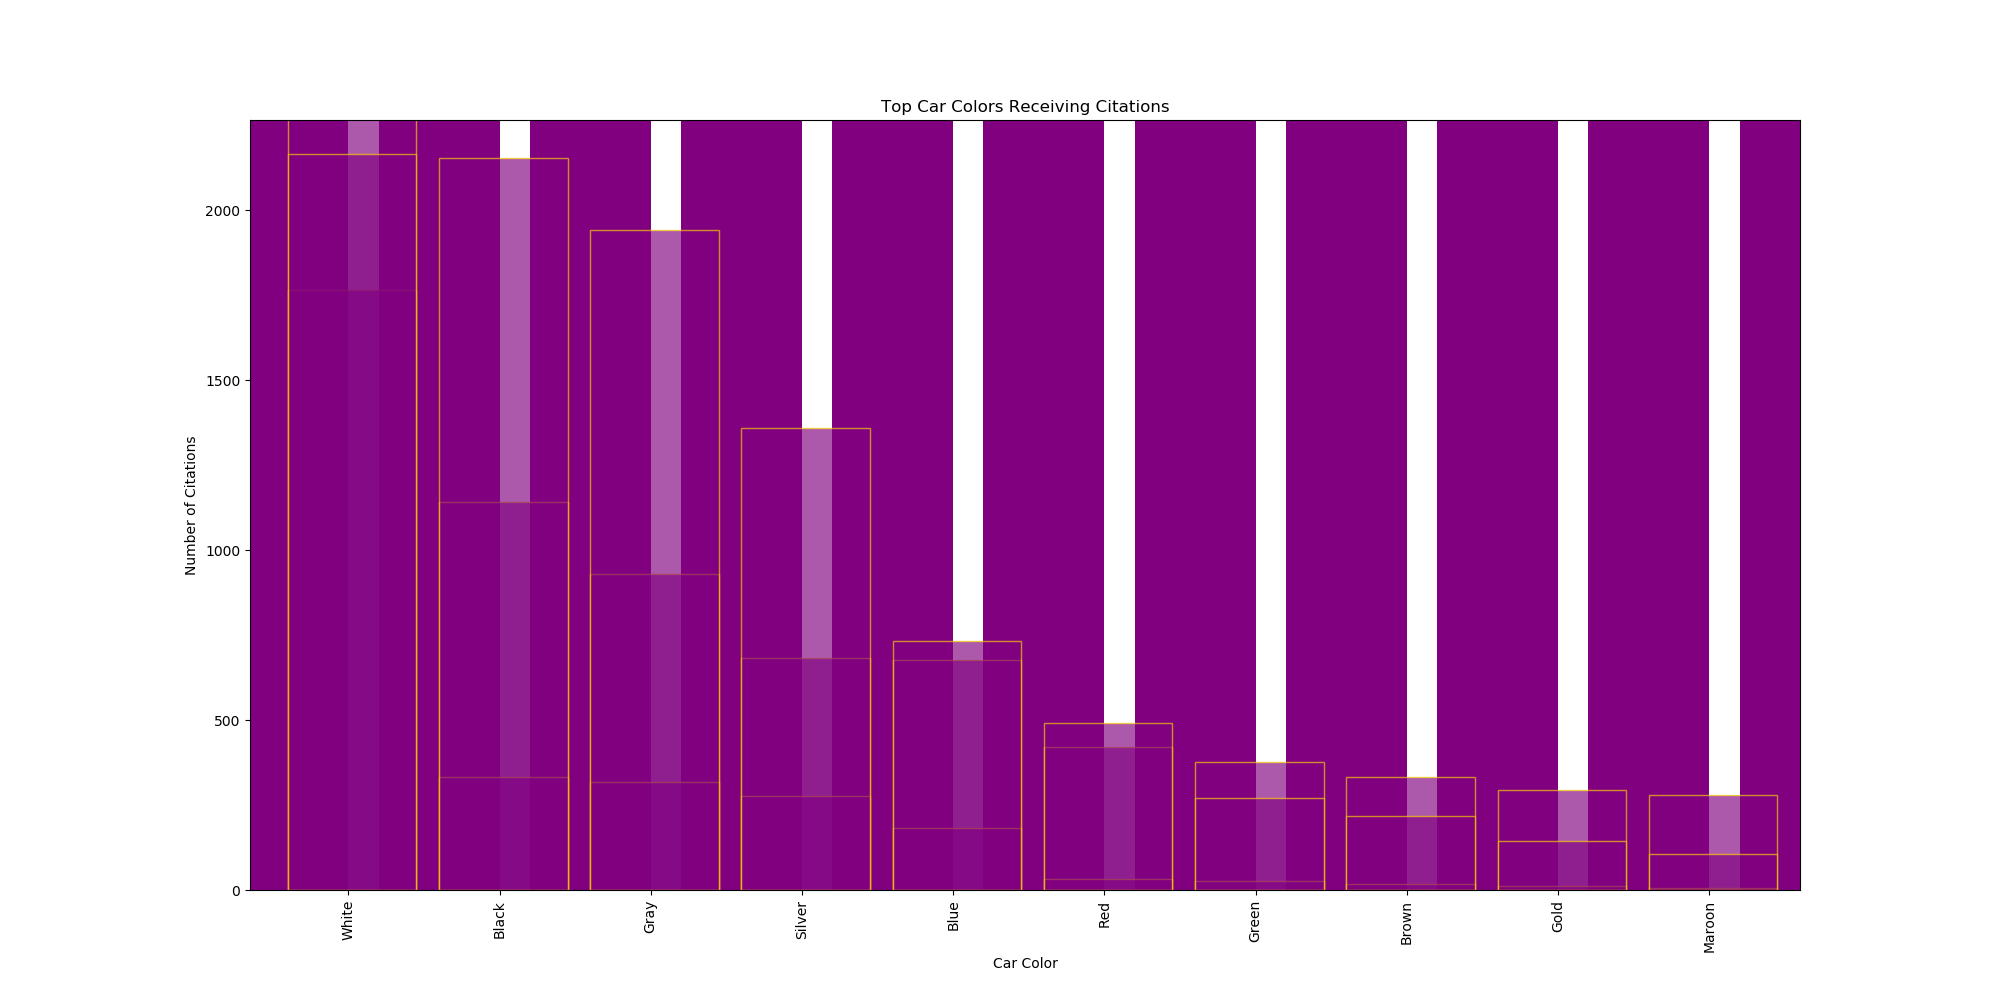 Top Car Colors Receiving Citations
Number of Citations
2000
1500
1000
500
0
White
Black
Gray
Silver
Blue
Red
Green
Brown
Gold
Maroon
Car Color